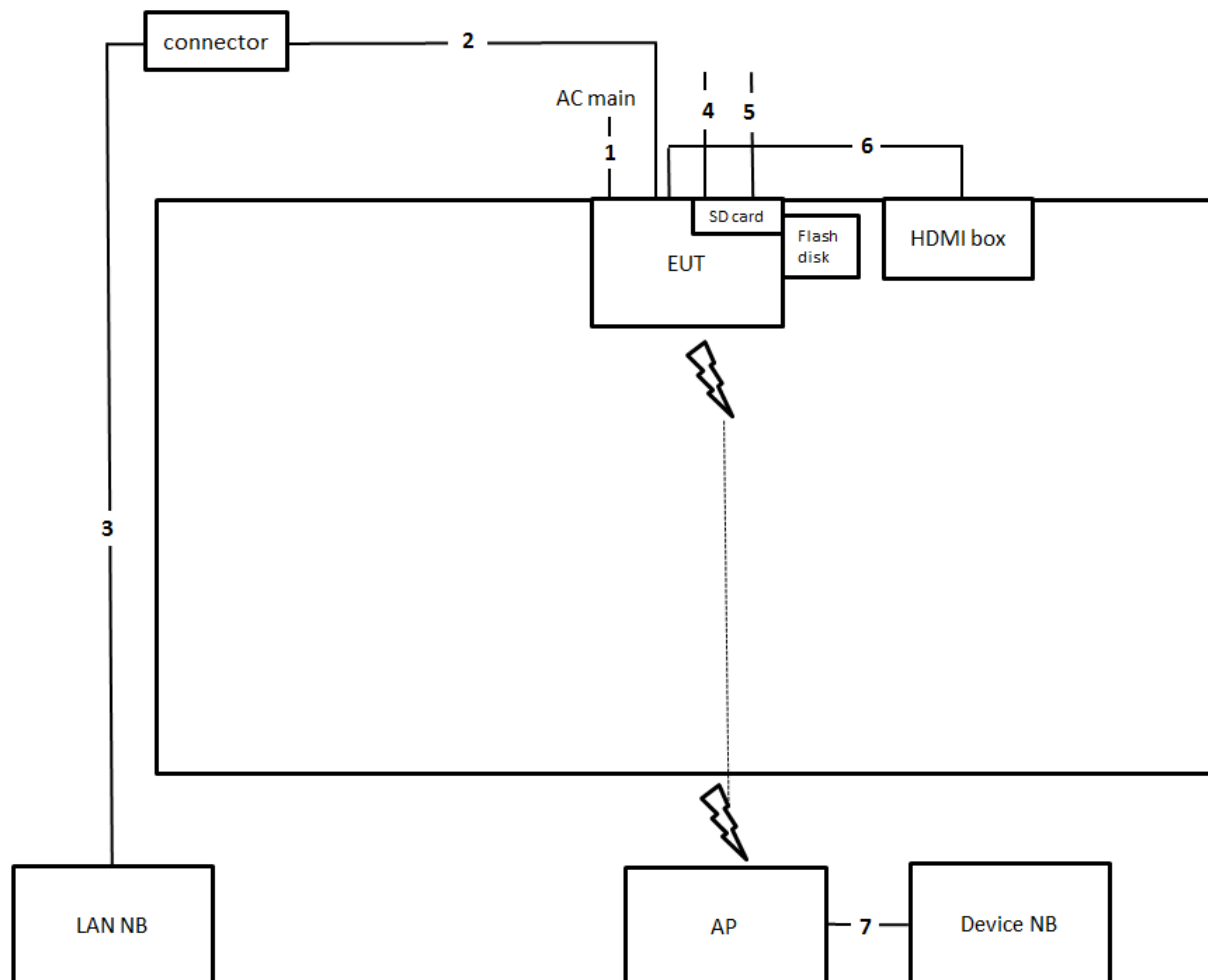 connector
2
AC main
4
5
1
6
SD card
Flash
disk
HDMI box
EUT
3
LAN NB
AP
7
Device NB